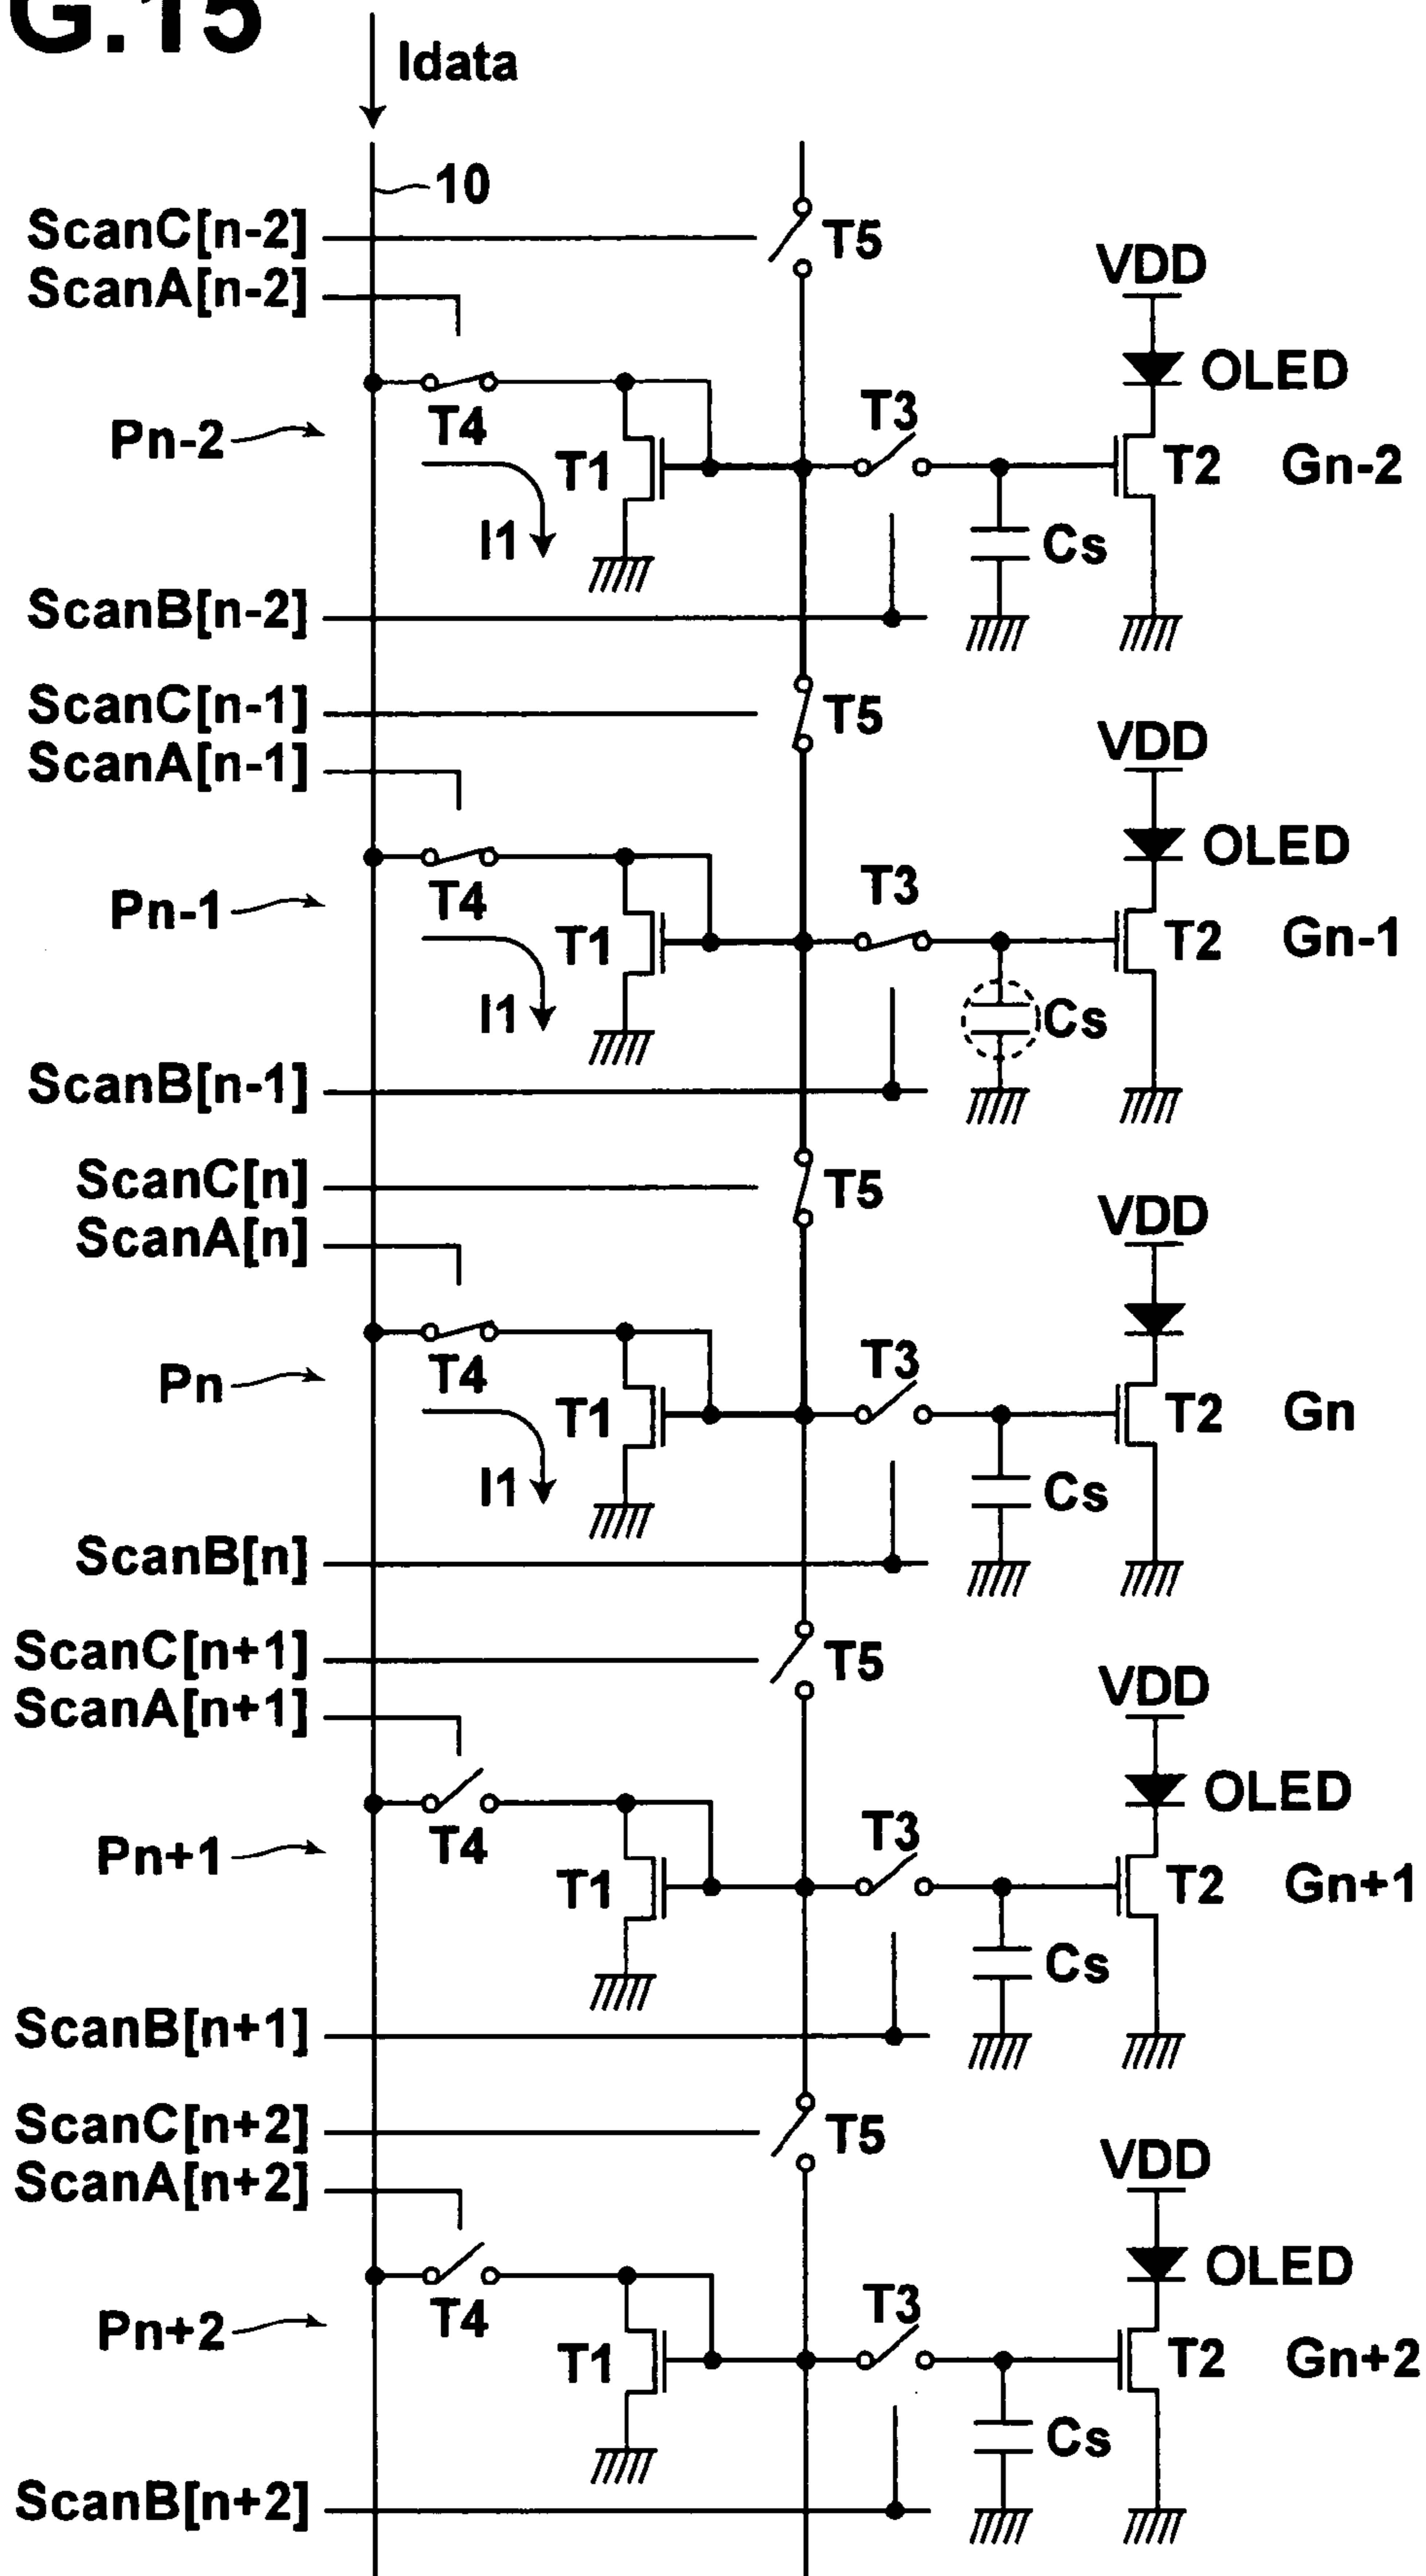 G.15
Idata
10
ScanC[n-2]
T5
VDD
ScanA[n-2]
OLED
T3
Pn-2
T4
T1
T2
Gn-2
I1
Cs
ScanB[n-2]
ScanC[n-1]
T5
VDD
ScanA[n-1]
OLED
T3
Pn-1
T4
T1
T2
Gn-1
I1
Cs
ScanB[n-1]
ScanC[n]
T5
VDD
ScanA[n]
T3
Pn
T4
T1
T2
Gn
I1
Cs
ScanB[n]
ScanC[n+1]
T5
VDD
ScanA[n+1]
OLED
T3
Pn+1
T4
T1
T2
Gn+1
Cs
ScanB[n+1]
ScanC[n+2]
T5
VDD
ScanA[n+2]
OLED
T3
Pn+2
T4
T1
T2
Gn+2
Cs
ScanB[n+2]